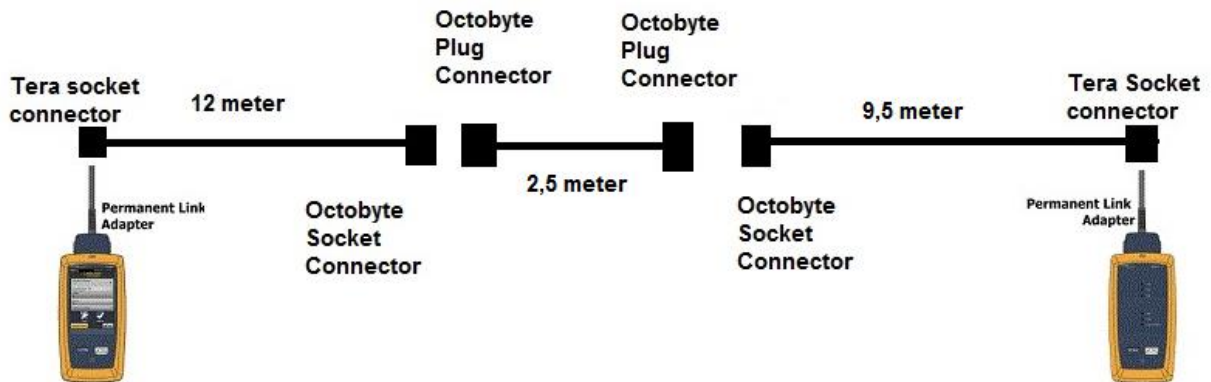 Tera socket
connector
12 meter
Octobyte
Plug
Connector
Octobyte
Plug
Connector
9,5 meter
Tera Socket
connector
2,5 meter
Permanent Link
Adapter
Octobyte
Socket
Connector
Octobyte
Socket
Connector
Permanent Link
Adapter